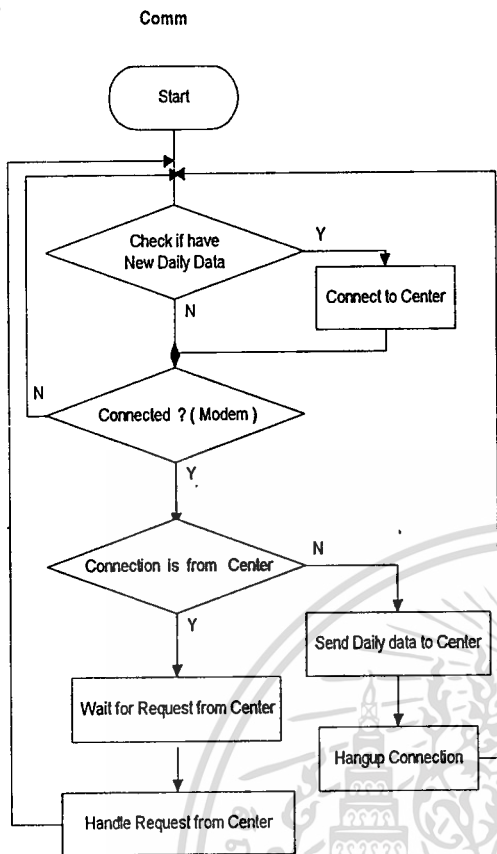 Comm
Start
Check if have
New Daily Data
Y
Connect to Center
N
N
Connected ? ( Modem )
Y
Connection is from Center
N
Y
Send Daily data to Center
Wait for Request from Center
Hangup Connection
Handle Request from Center